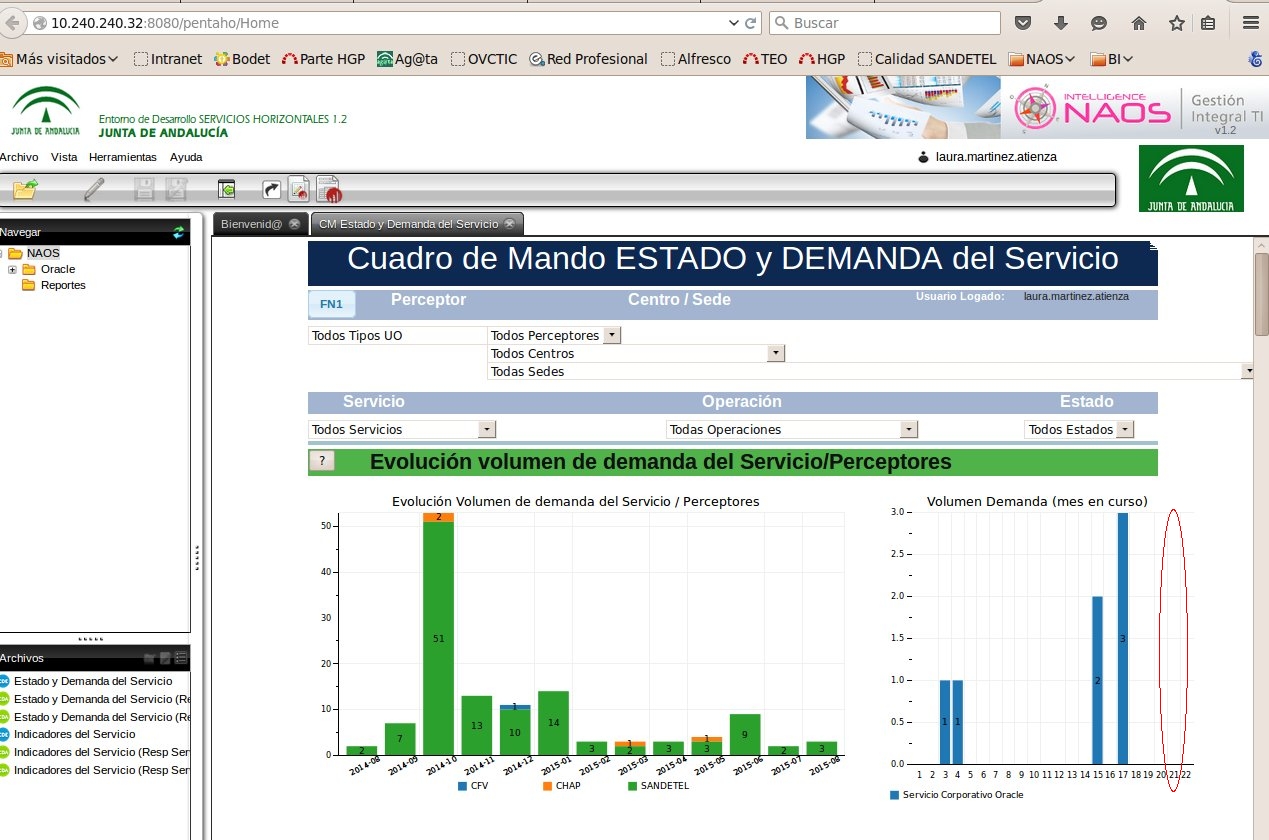 10.240.240.32:8080/pentaho/Home
Buscar
Más visitados Intranet Bodet Parte HGP Ag@ta OVCTIC Red Profesional Alfresco TEO HGP Calidad SANDETEL NAOS BI
JUNTA DE ANDALUCIA
Entorno de Desarrollo SERVICIOS HORIZONTALES 1.2
JUNTA DE ANDALUCÍA
INTELLIGENCE
NAOS
Gestión
Integral TI
v1.2
Archivo Vista Herramientas Ayuda
laura.martinez.atienza
JUNTA DE ANDALUCIA
Navegar
NAOS
Oracle
Reportes
Archivos
Estado y Demanda del Servicio
Estado y Demanda del Servicio (Re
Estado y Demanda del Servicio (Re
Indicadores del Servicio
Indicadores del Servicio (Resp Ser
Indicadores del Servicio (Resp Ser
Bienvenid@ CM Estado y Demanda del Servicio
Cuadro de Mando ESTADO y DEMANDA del Servicio
FN1 Perceptor Centro / Sede Usuario Logado: laura.martinez.atienza
Todos Tipos UO Todos Perceptores
Todos Centros
Todas Sedes
Servicio Operación Estado
Todos Servicios Todas Operaciones Todos Estados
? Evolución volumen de demanda del Servicio/Perceptores
Evolución Volumen de demanda del Servicio / Perceptores
50
40
30
20
10
0
2 7 51 2 13 10 1 14 3 2 1 3 3 1 9 2 3
2014-08 2014-09 2014-10 2014-11 2014-12 2015-01 2015-02 2015-03 2015-04 2015-05 2015-06 2015-07 2015-08
CFV CHAP SANDETEL
Volumen Demanda (mes en curso)
3.0
2.5
2.0
1.5
1.0
0.5
0.0
1 1 2 3
1 2 3 4 5 6 7 8 9 10 11 12 13 14 15 16 17 18 19 20 21 22
Servicio Corporativo Oracle